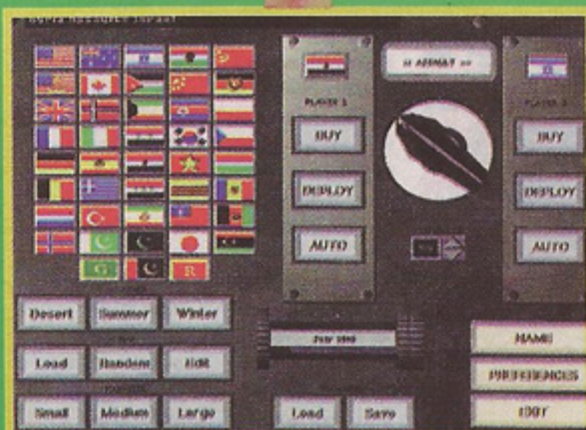 PLAYER 1
BUY
BUY
DEPLOY
DEPLOY
AUTO
AUTO
G
R
Desert Summer Winter
Load Random Edit
Small Medium Large
Load Save
NAME
PREFERENCES
EXIT